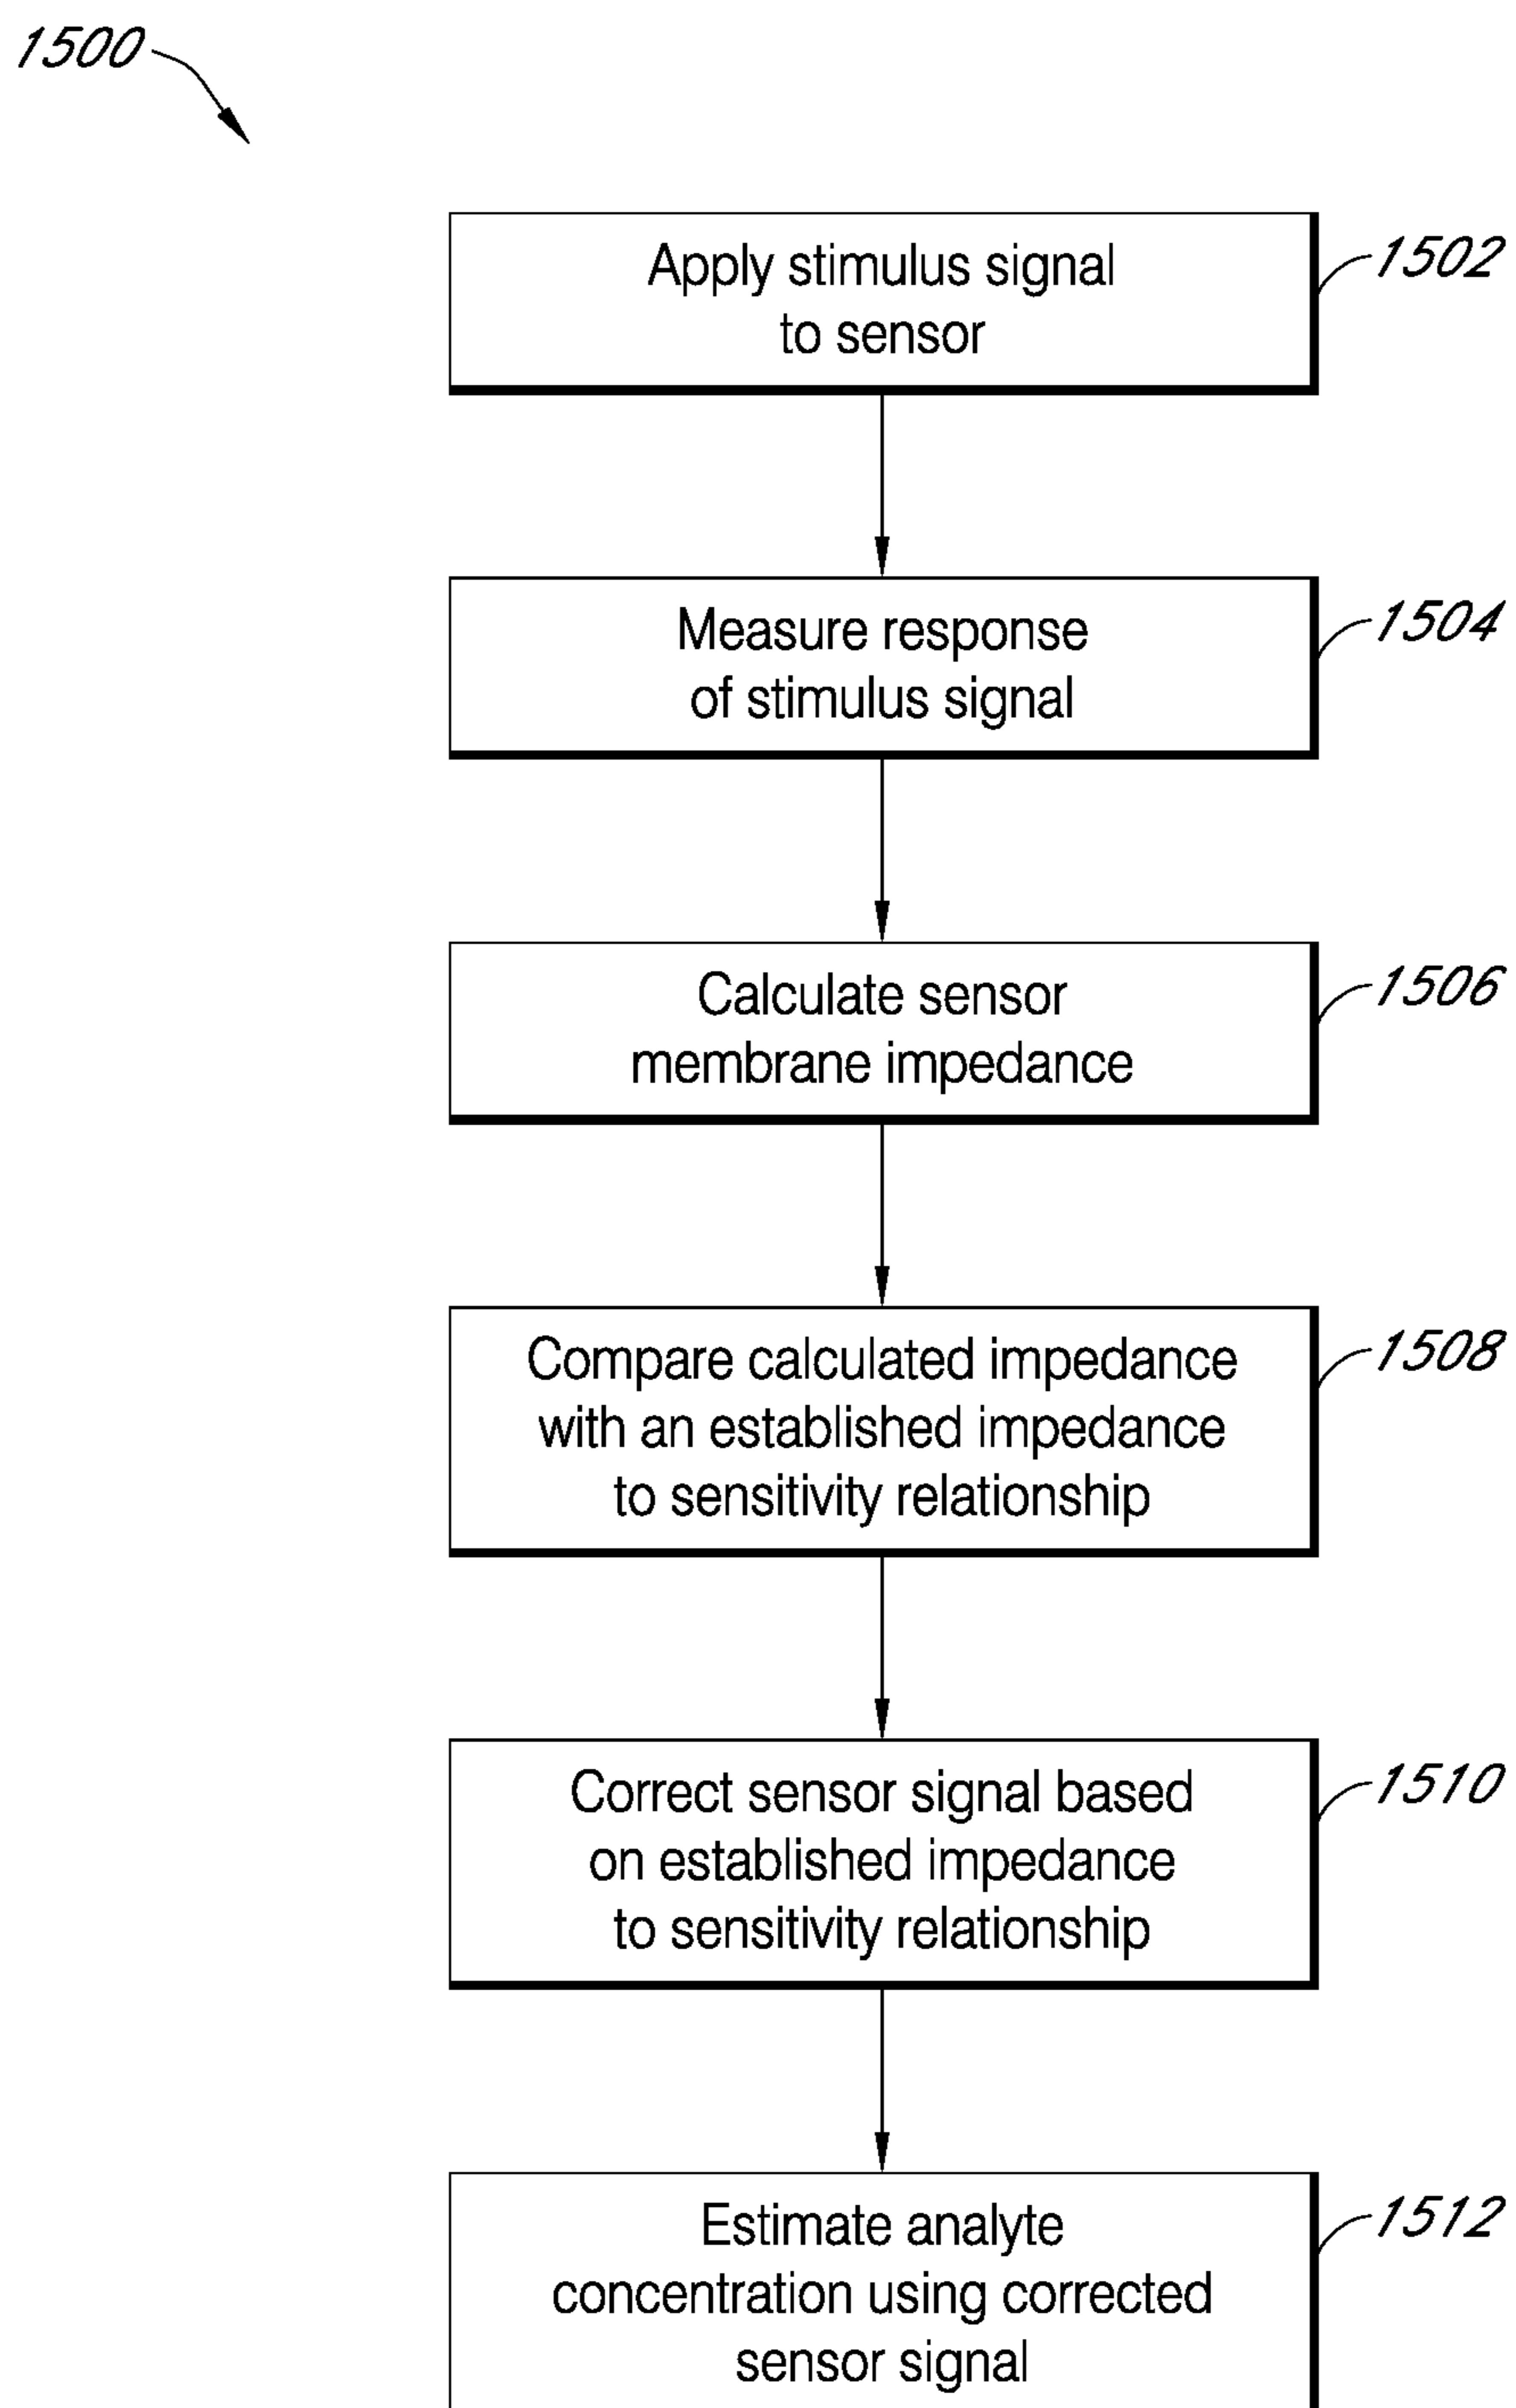 1500
Apply stimulus signal
to sensor
1502
Measure response
of stimulus signal
1504
Calculate sensor
membrane impedance
1506
Compare calculated impedance
with an established impedance
to sensitivity relationship
1508
Correct sensor signal based
on established impedance
to sensitivity relationship
1510
Estimate analyte
concentration using corrected
sensor signal
1512